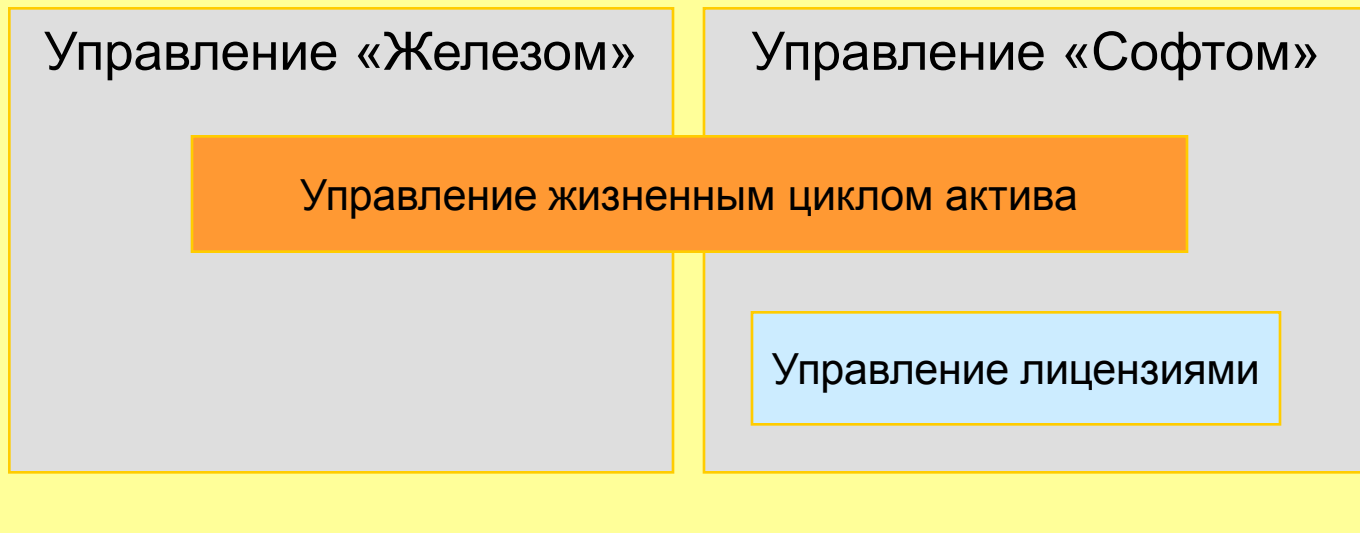 Управление «Железом»
Управление «Софтом»
Управление жизненным циклом актива
Управление лицензиями